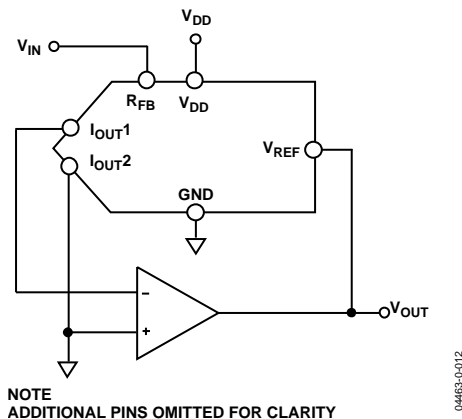 VDD
VIN
RFB
VDD
IOUT1
IOUT2
VREF
GND
–
+
VOUT
NOTE
ADDITIONAL PINS OMITTED FOR CLARITY
04463-0-012